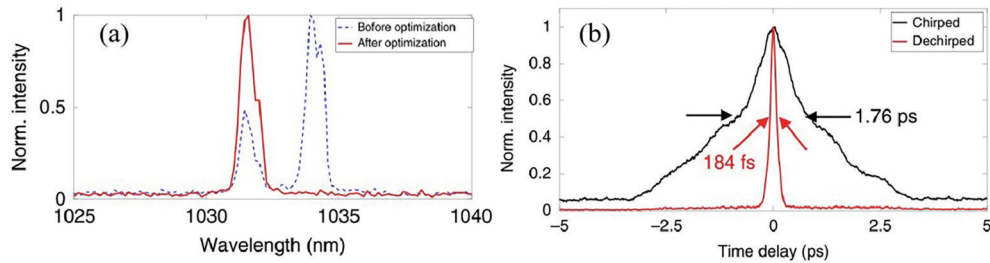 (a)
Bofore optimization
After optimization
Norm. intensity
1
0.5
0
1025
1030
1035
1040
Wavelength (nm)
(b)
Chirped
Dechirped
Norm. intensity
1
0.8
0.6
0.4
0.2
0
1.76 ps
184 fs
−5
−2.5
0
2.5
5
Time delay (ps)